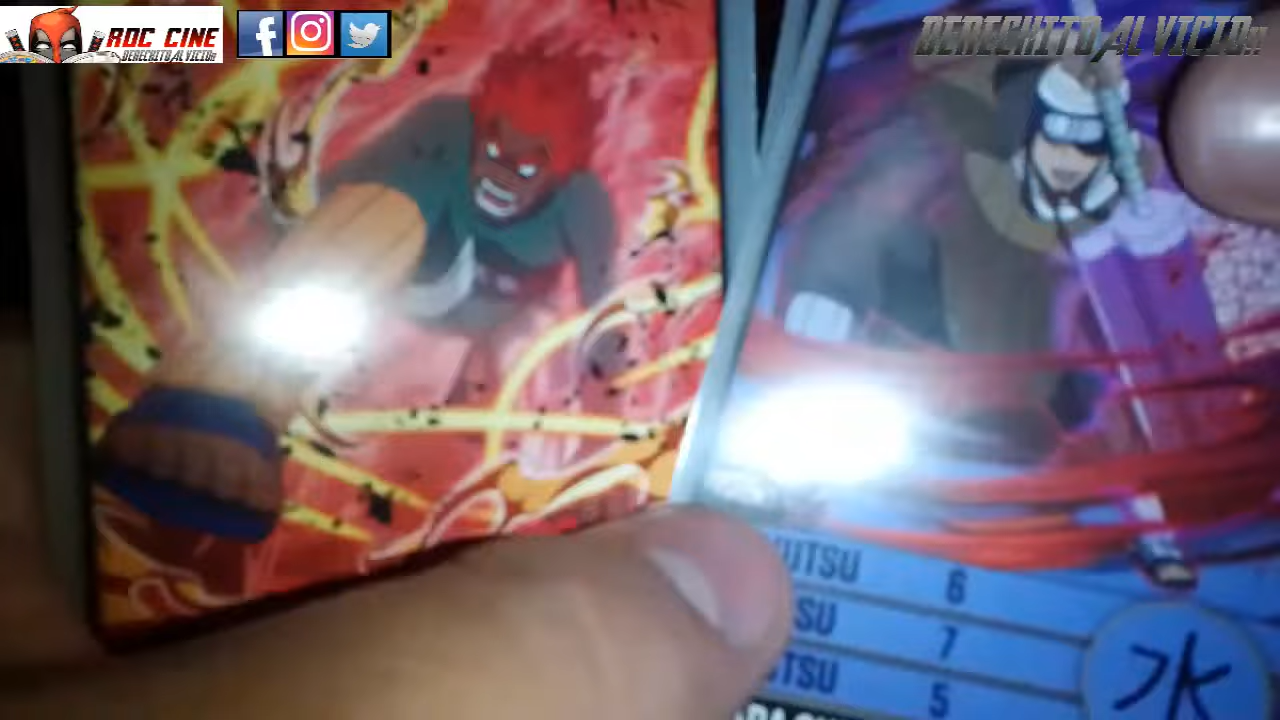 ROC CINE
DERECHITO AL VICIO!!
DERECHITO AL VICIO!!
UTSU 6
SU 7
TSU 5
水